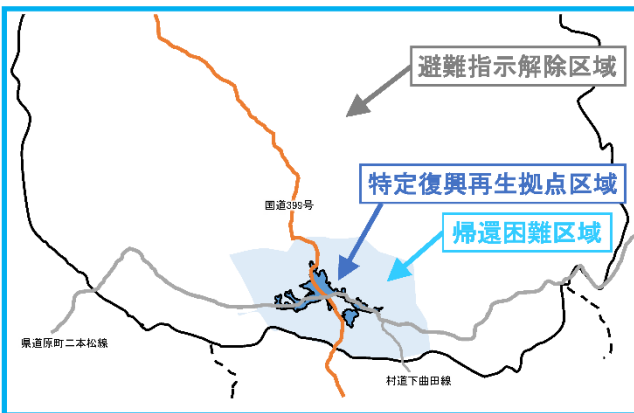 避難指示解除区域
特定復興再生拠点区域
国道399号
帰還困難区域
県道原町二本松線
村道下曲田線